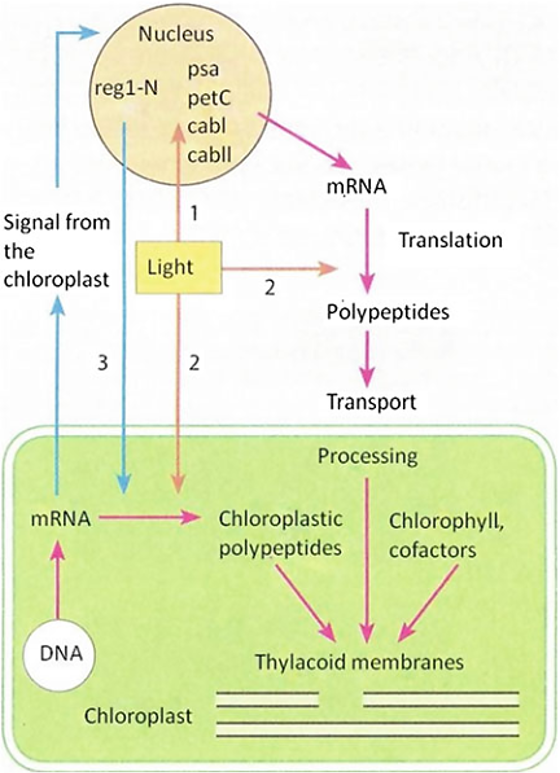 Nucleus
reg1-N
psa
petC
cabI
cabII
mRNA
1
Signal from
the
chloroplast
Translation
Light
2
Polypeptides
3
2
Transport
Processing
mRNA
Chloroplastic
polypeptides
Chlorophyll,
cofactors
DNA
Thylacoid membranes
Chloroplast